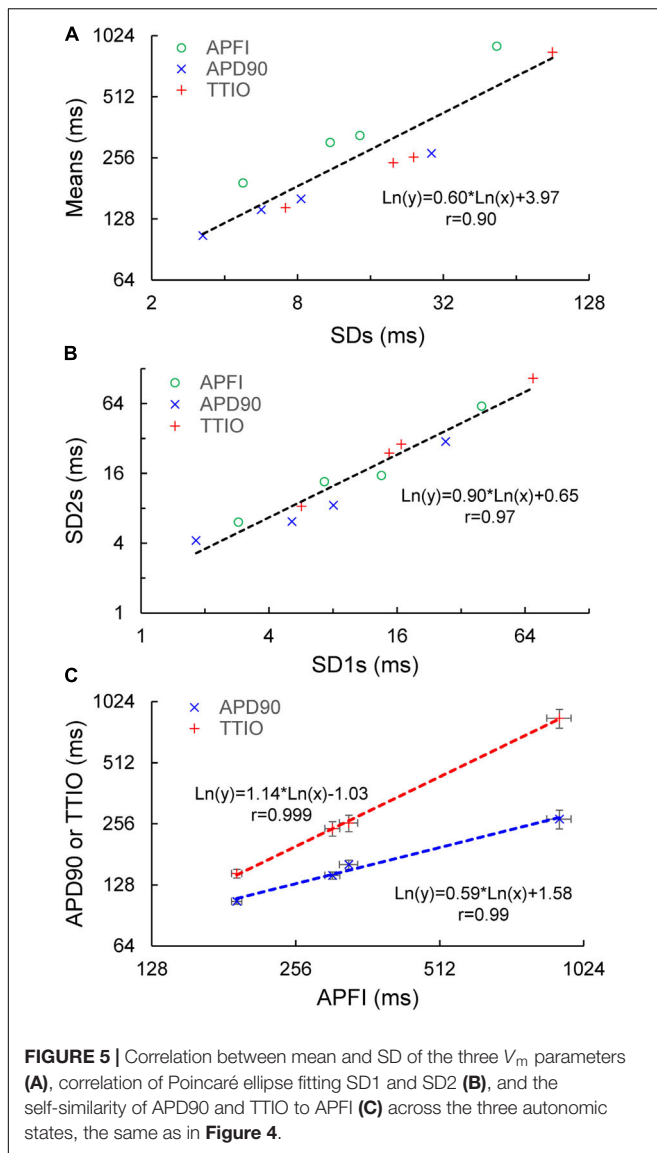 A
1024
512
256
128
64
Means (ms)
APFI
APD90
TTIO
Ln(y)=0.60*Ln(x)+3.97
r=0.90
2 8 32 128
SDs (ms)
B
64
16
4
1
SD2s (ms)
APFI
APD90
TTIO
Ln(y)=0.90*Ln(x)+0.65
r=0.97
1 4 16 64
SD1s (ms)
C
1024
512
256
128
64
APD90 or TTIO (ms)
APD90
TTIO
Ln(y)=1.14*Ln(x)-1.03
r=0.999
Ln(y)=0.59*Ln(x)+1.58
r=0.99
128 256 512 1024
APFI (ms)
FIGURE 5 | Correlation between mean and SD of the three Vm parameters
(A), correlation of Poincaré ellipse fitting SD1 and SD2 (B), and the
self-similarity of APD90 and TTIO to APFI (C) across the three autonomic
states, the same as in Figure 4.